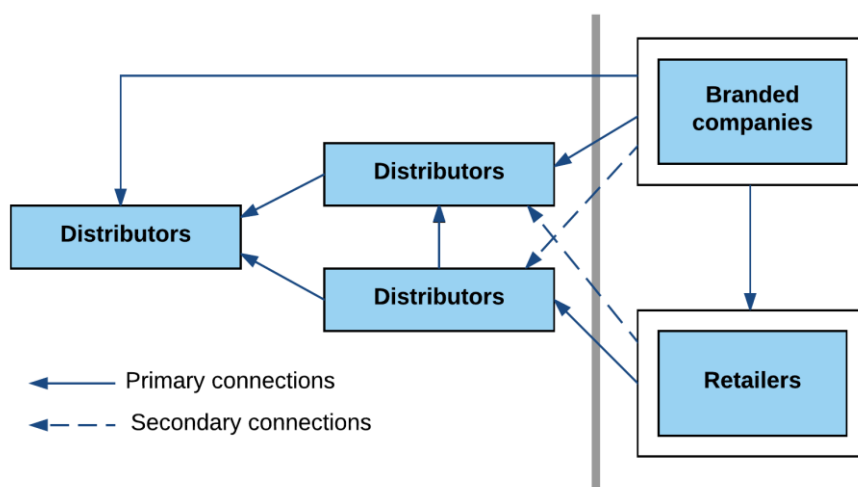 Branded
companies
Distributors
Distributors
Distributors
Retailers
Primary connections
Secondary connections